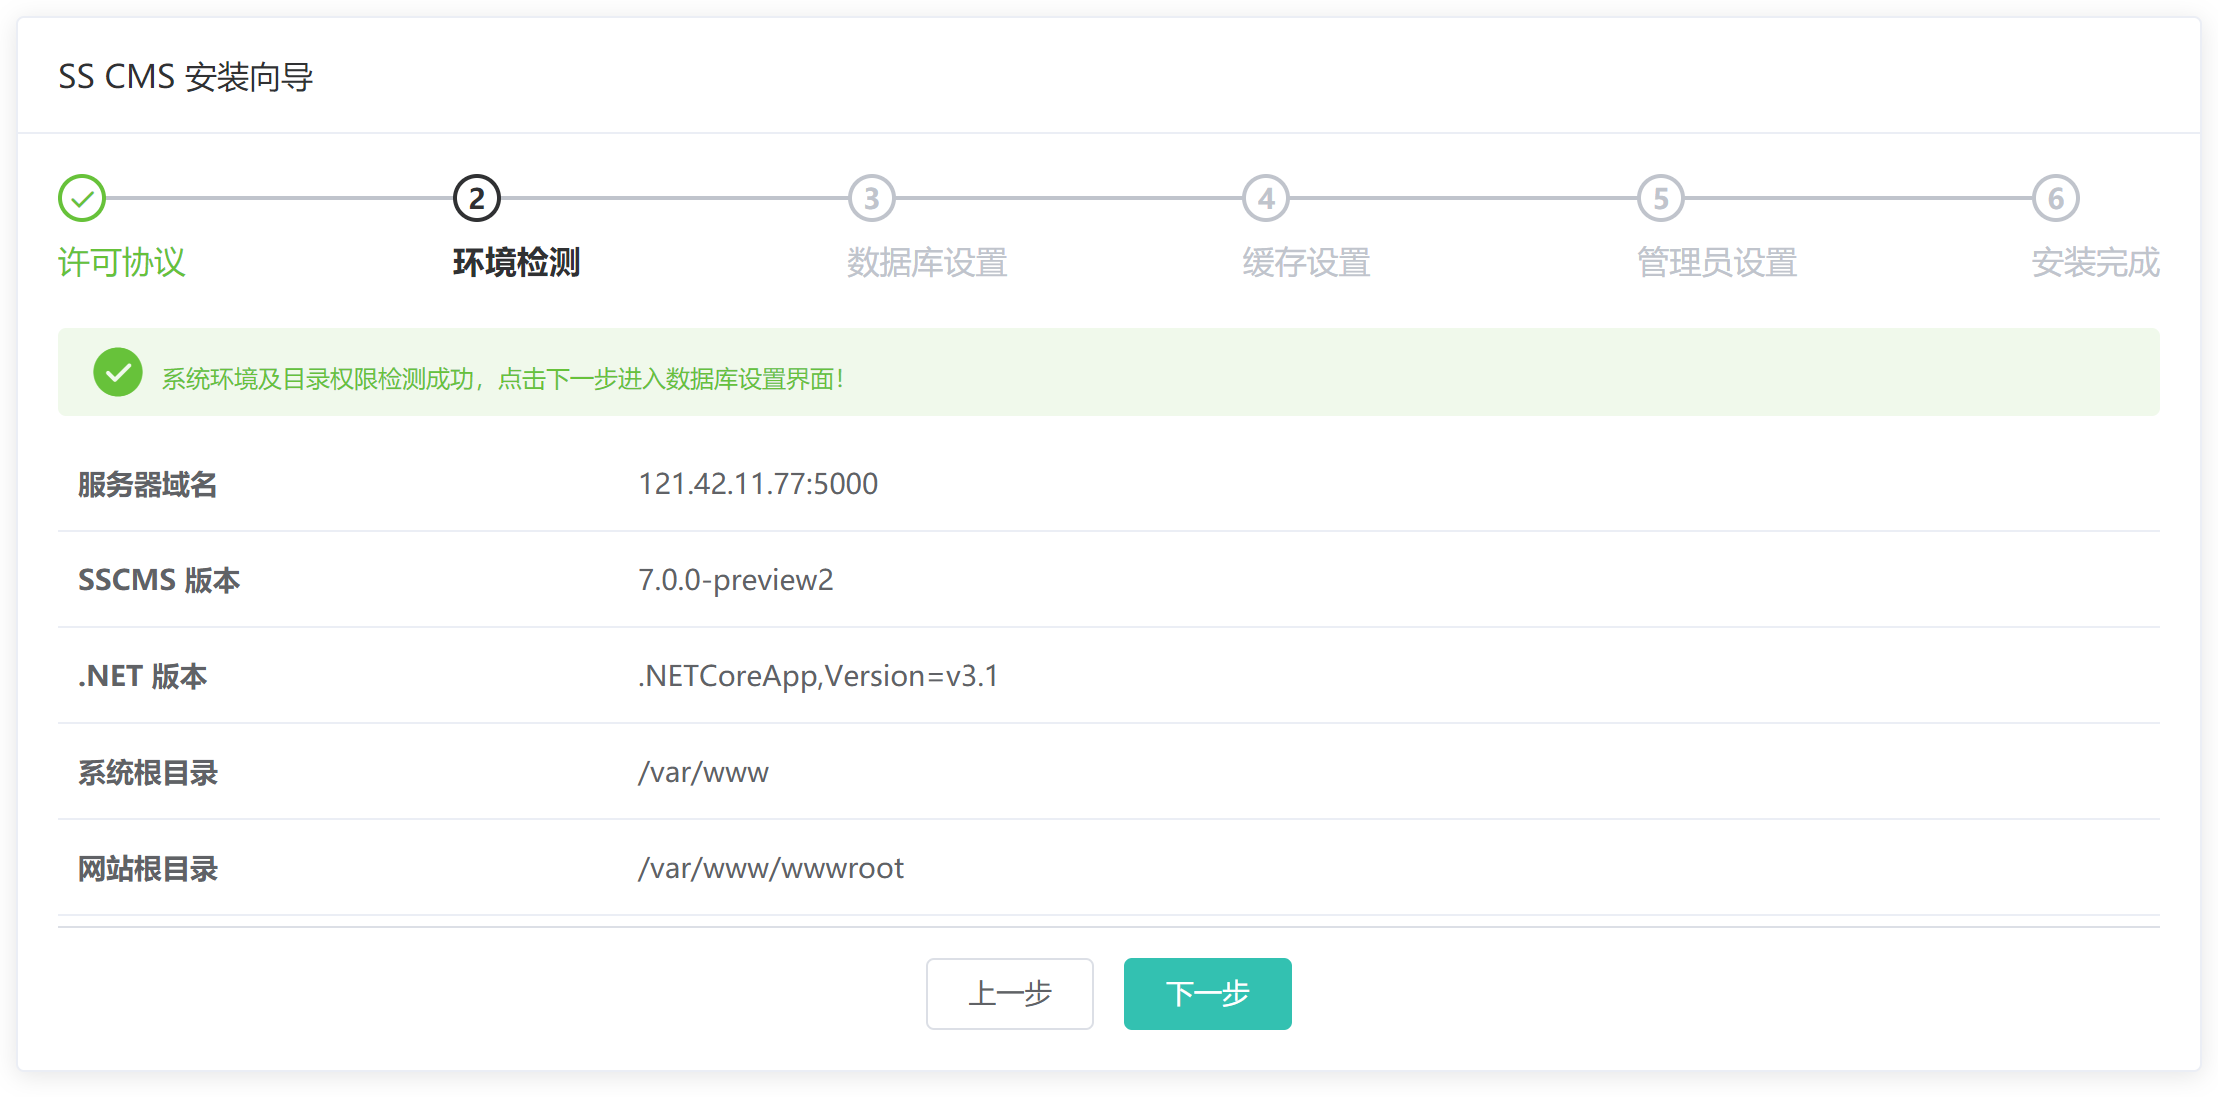 SS CMS 安装向导
2 3 4 5 6
许可协议 环境检测 数据库设置 缓存设置 管理员设置 安装完成
系统环境及目录权限检测成功，点击下一步进入数据库设置界面！
服务器域名 121.42.11.77:5000
SSCMS 版本 7.0.0-preview2
.NET 版本 .NETCoreApp,Version=v3.1
系统根目录 /var/www
网站根目录 /var/www/wwwroot
上一步 下一步